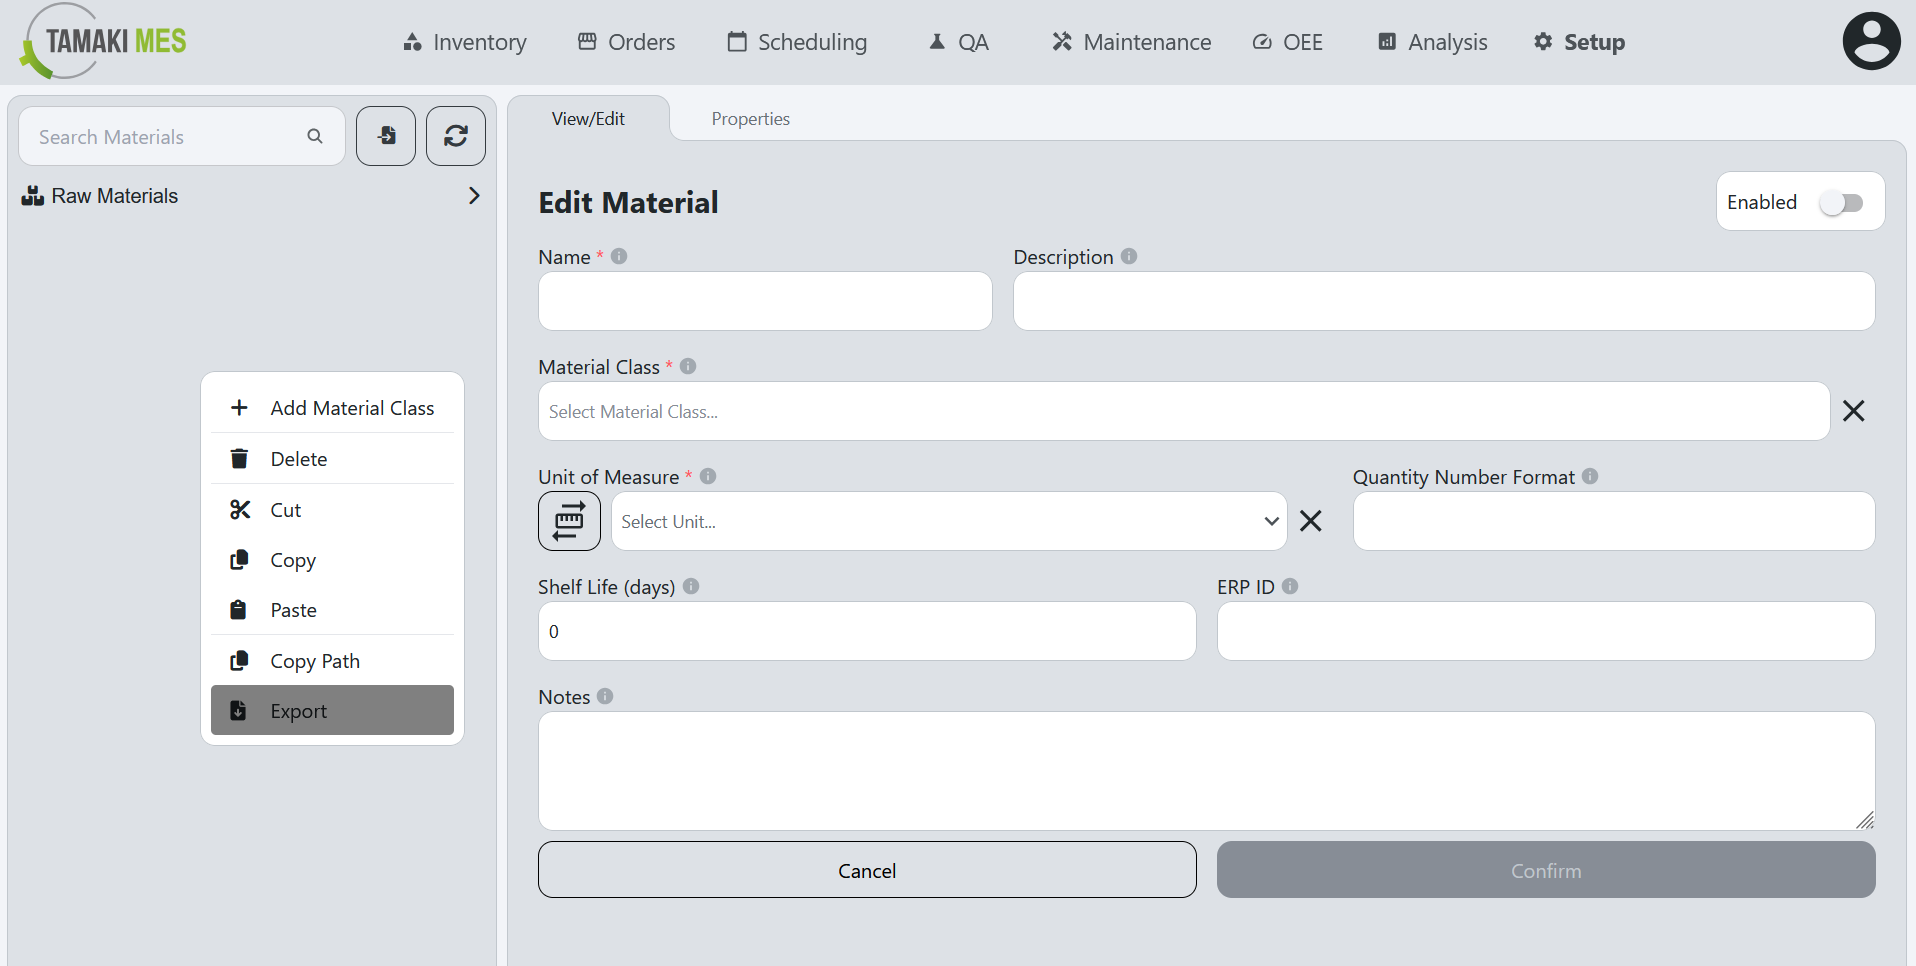 TAMAKI MES
Inventory
Orders
Scheduling
QA
Maintenance
OEE
Analysis
Setup
Search Materials
Raw Materials
Add Material Class
Delete
Cut
Copy
Paste
Copy Path
Export
View/Edit
Properties
Edit Material
Enabled
Name *
Description
Material Class *
Select Material Class...
Unit of Measure *
Select Unit...
Quantity Number Format
Shelf Life (days)
0
ERP ID
Notes
Cancel
Confirm